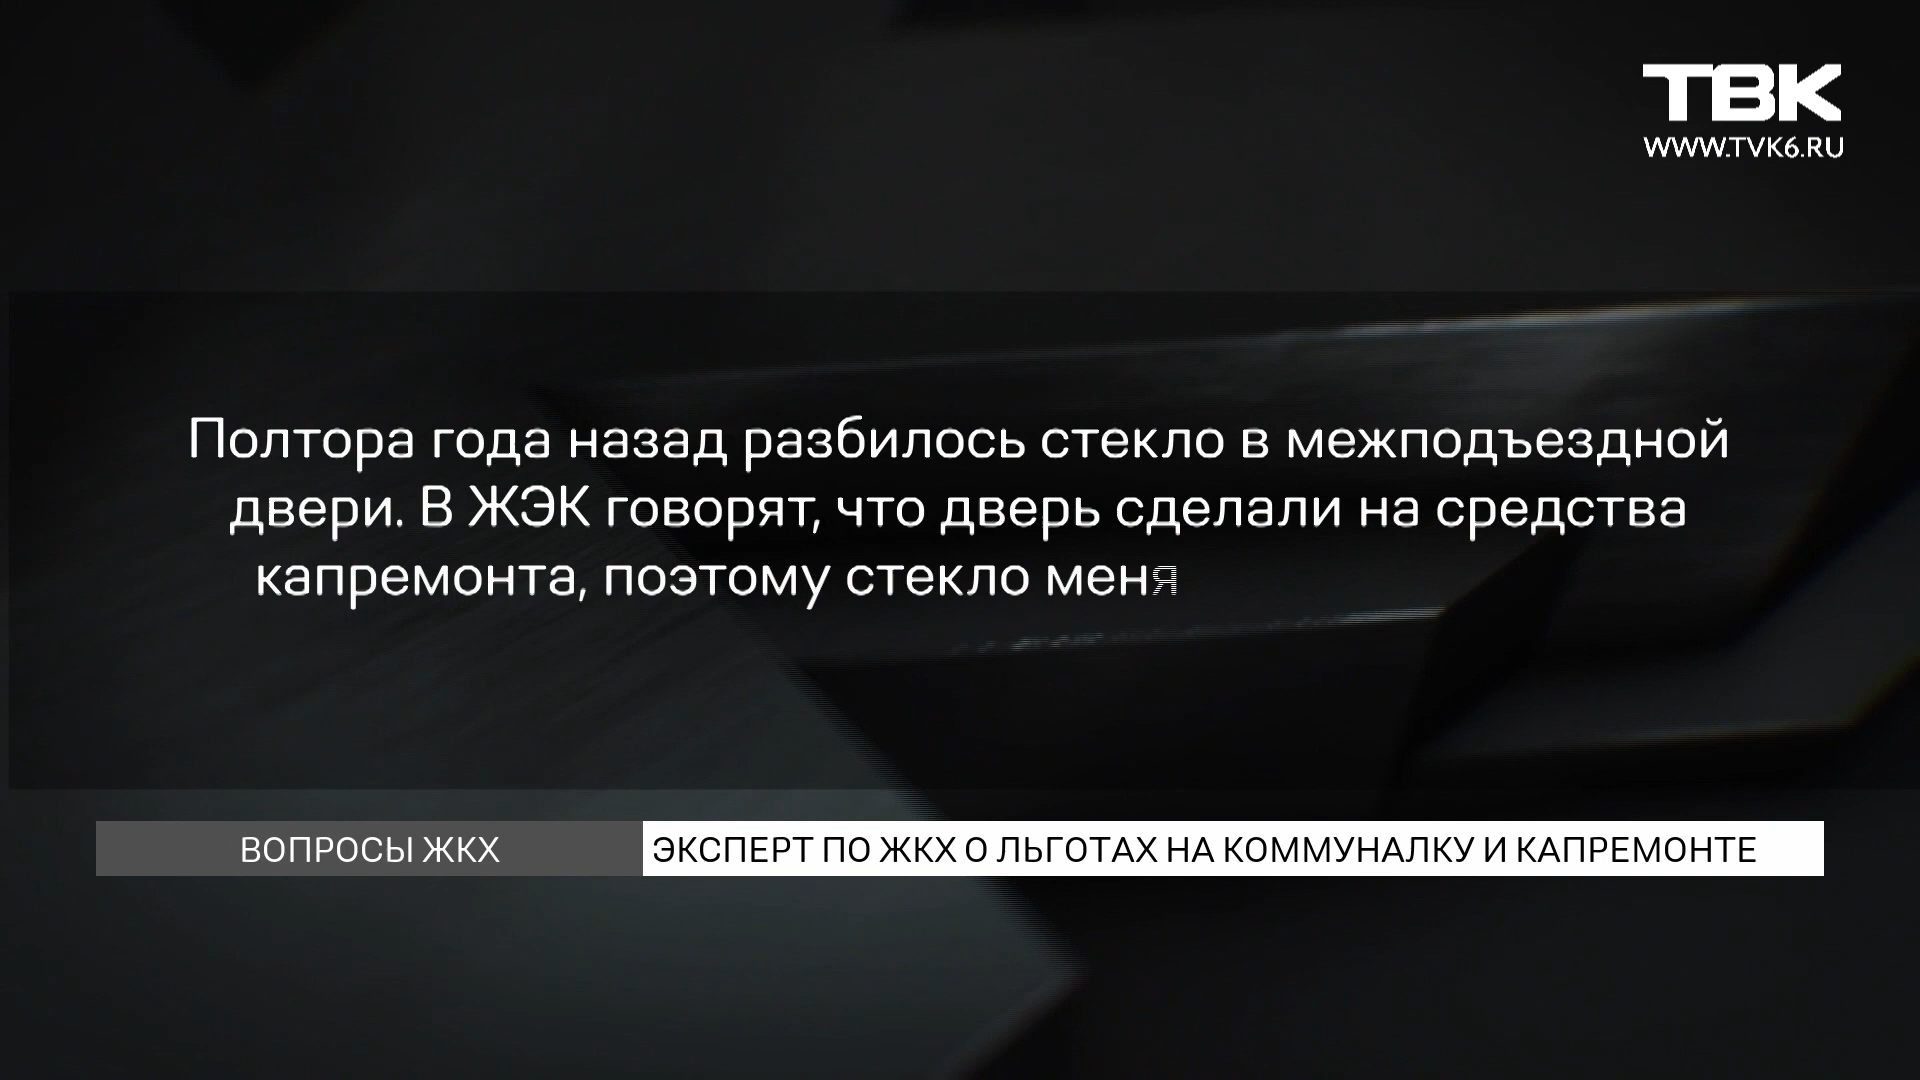 ТВК
WWW.TVK6.RU
Полтора года назад разбилось стекло в межподъездной
двери. В ЖЭК говорят, что дверь сделали на средства
капремонта, поэтому стекло меня
ВОПРОСЫ ЖКХ
ЭКСПЕРТ ПО ЖКХ О ЛЬГОТАХ НА КОММУНАЛКУ И КАПРЕМОНТЕ